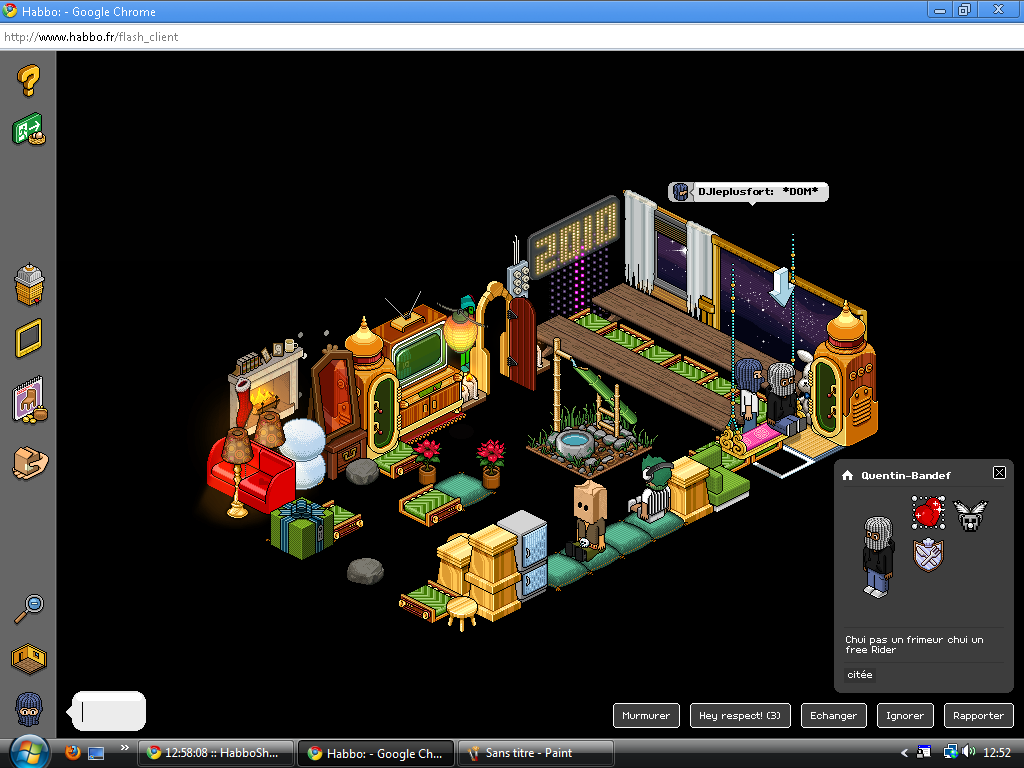 Habbo: - Google Chrome
http://www.habbo.fr/flash_client
DJleplusfort: *DOM*
2010
Quentin-Bandef
Chui pas un frimeur chui un
free Rider
citée
Murmurer
Hey respect! (3)
Echanger
Ignorer
Rapporter
12:58:08 :: HabboSh...
Habbo: - Google Ch...
Sans titre - Paint
12:52